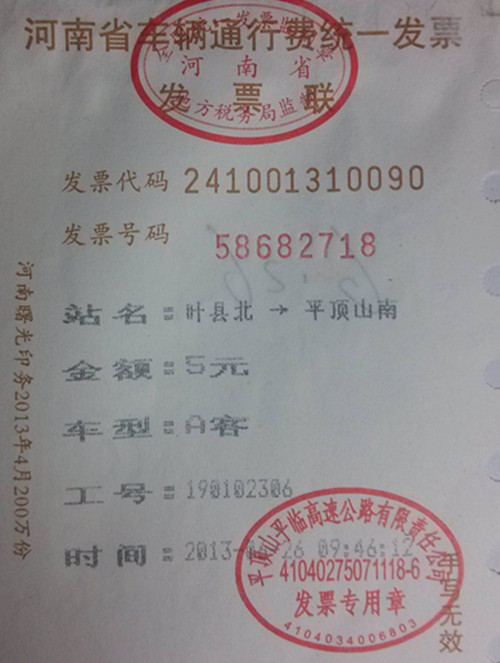 河南省车辆通行费统一发票
发票联
河南省
地方税务局监制
发票代码 241001310090
发票号码 58682718
站名：叶县北 → 平顶山南
金额：5元
车型：A客
工号：190102306
时间：2013-06-26 09:46:12
平顶山平临高速公路有限责任公司
41040275071118-6
发票专用章
4104034006803
手写无效
河南曙光印务2013年4月200万份